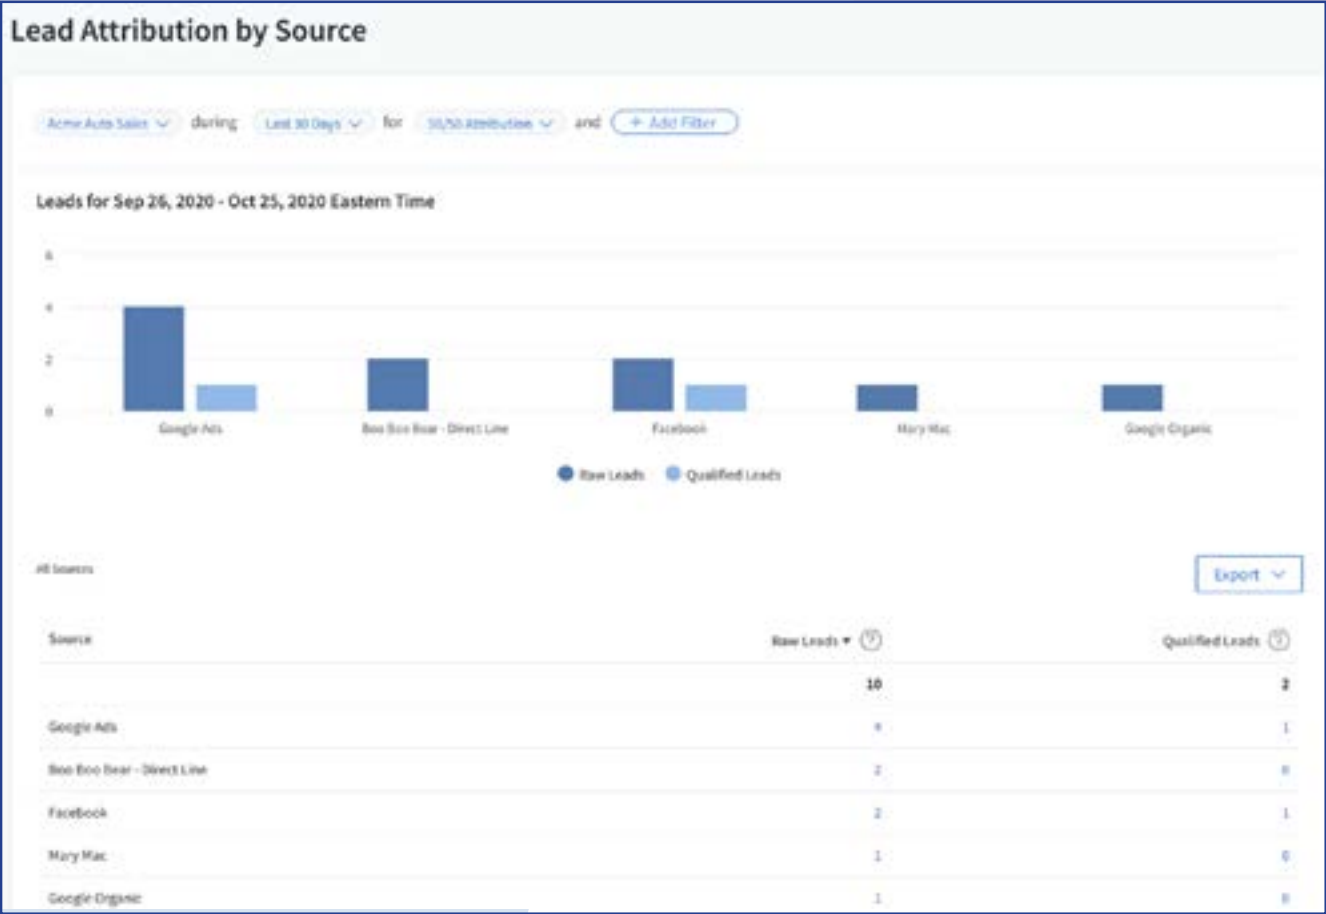 Lead Attribution by Source
Acme Auto Sales during Last 30 Days for 50/50 Attribution and + Add Filter
Leads for Sep 26, 2020 - Oct 25, 2020 Eastern Time
6
4
2
0
Google Ads Boo Boo Bear - Direct Line Facebook Mary Mac Google Organic
Raw Leads Qualified Leads
All Sources
Export
Source Raw Leads ? Qualified Leads ?
10 2
Google Ads 4 1
Boo Boo Bear - Direct Line 2 0
Facebook 2 1
Mary Mac 1 0
Google Organic 1 0